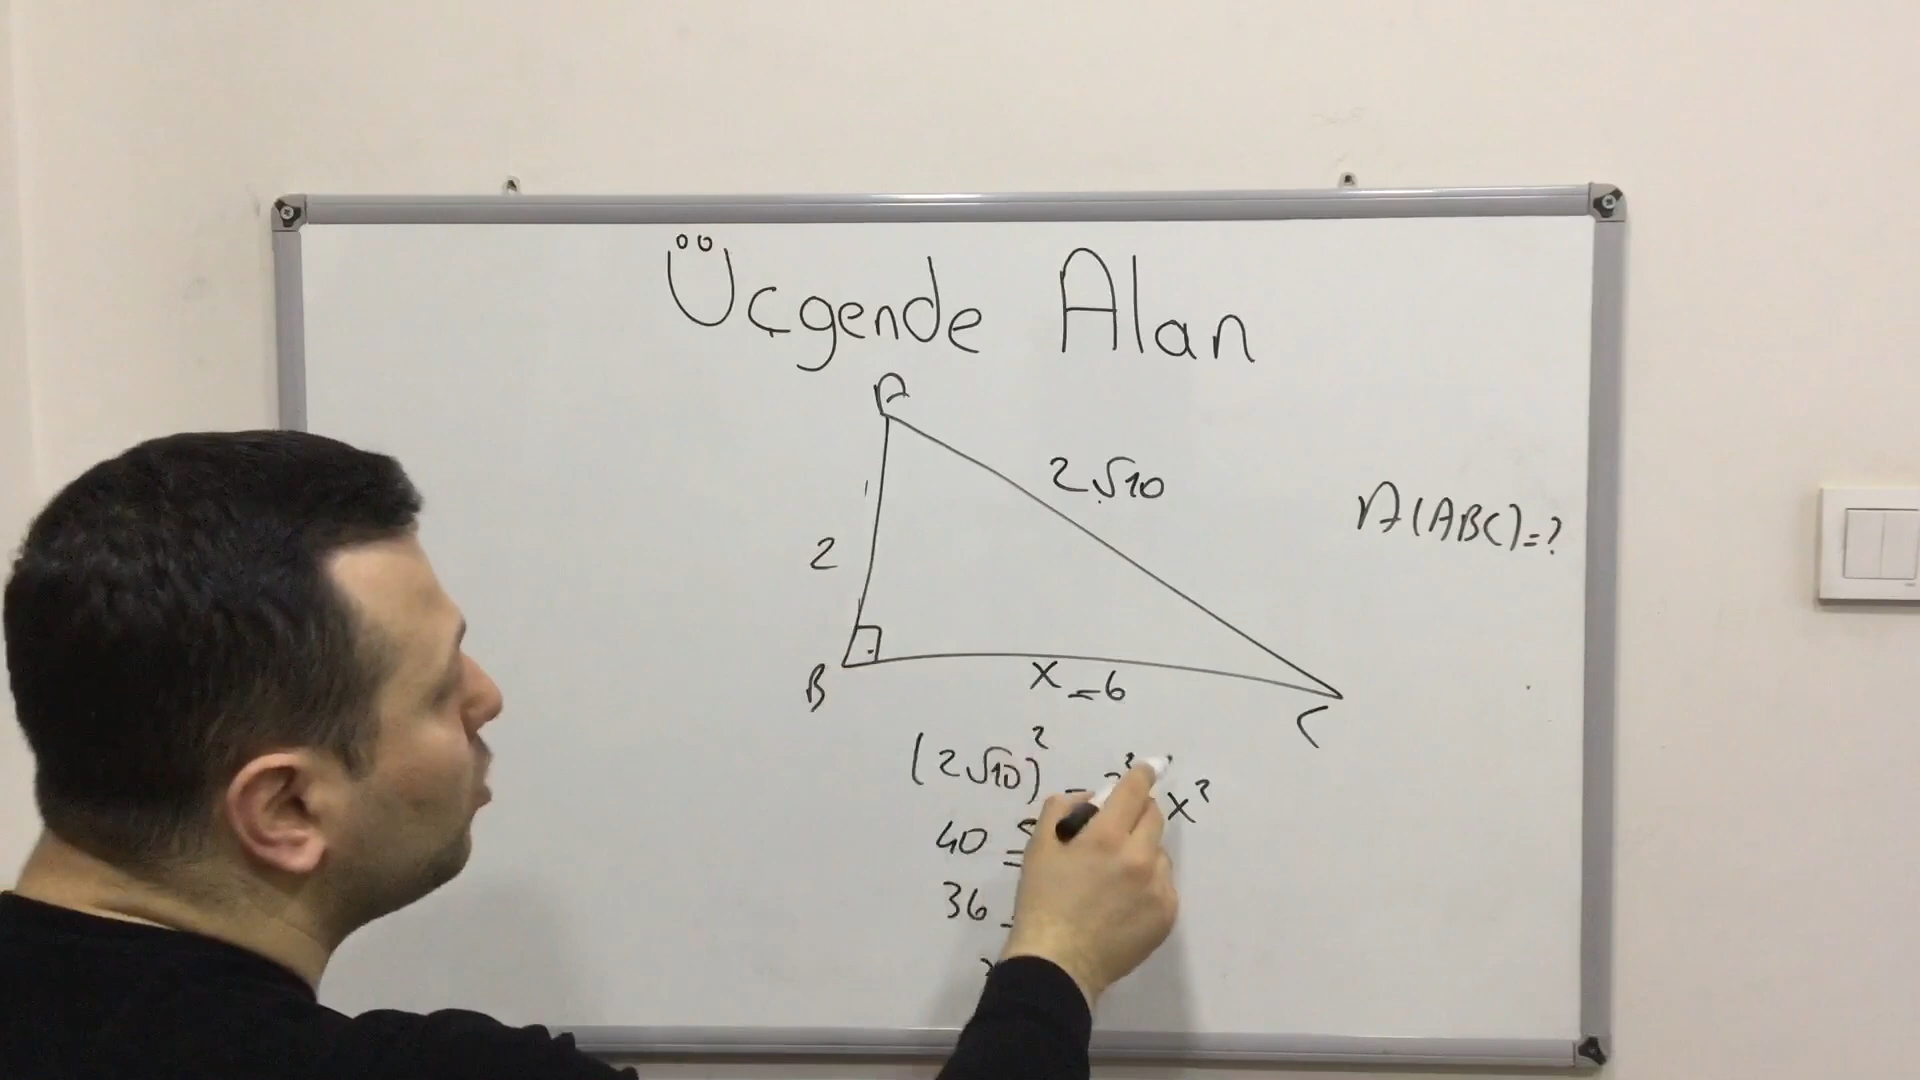 Üçgende Alan
A
2√10
A(ABC)=?
2
B
x=6
C
(2√10)² = 2² x²
40 =
36 =